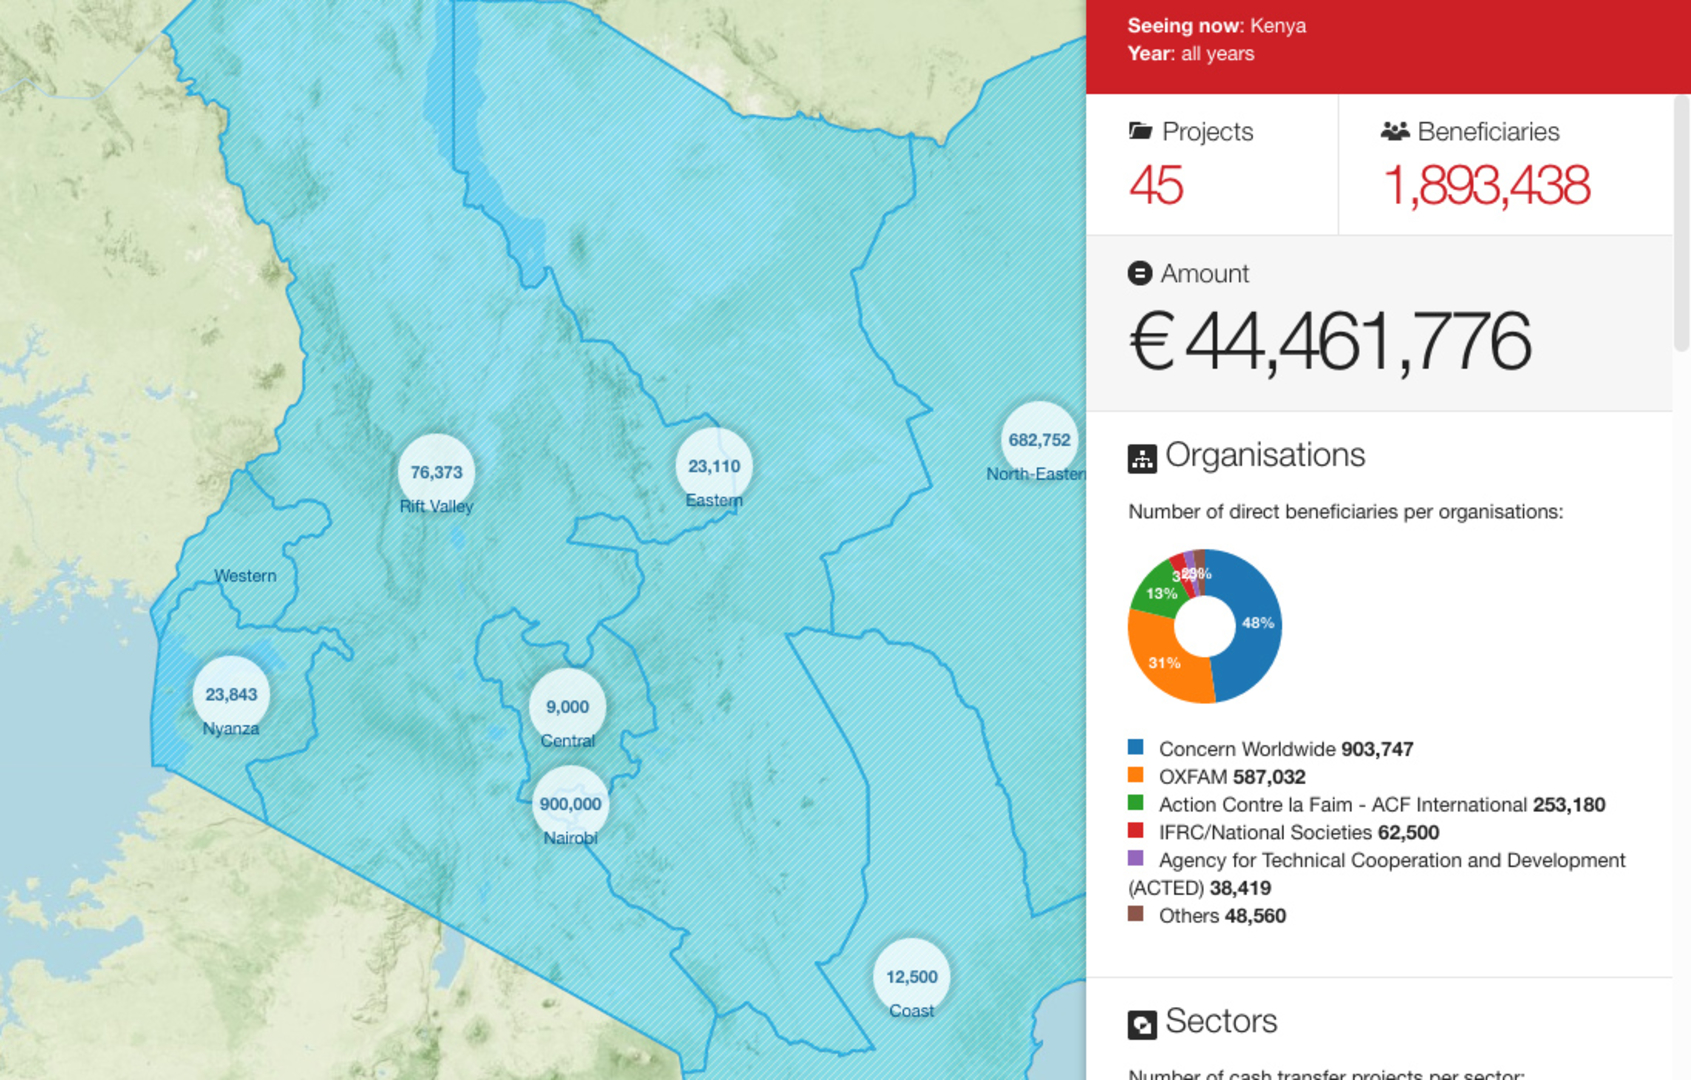 Seeing now: Kenya
Year: all years
Projects
45
Beneficiaries
1,893,438
Amount
€ 44,461,776
Organisations
Number of direct beneficiaries per organisations:
48%
31%
13%
Concern Worldwide 903,747
OXFAM 587,032
Action Contre la Faim - ACF International 253,180
IFRC/National Societies 62,500
Agency for Technical Cooperation and Development
(ACTED) 38,419
Others 48,560
Sectors
Number of cash transfer projects per sector:
682,752
North-Eastern
76,373
Rift Valley
23,110
Eastern
Western
23,843
Nyanza
9,000
Central
900,000
Nairobi
12,500
Coast